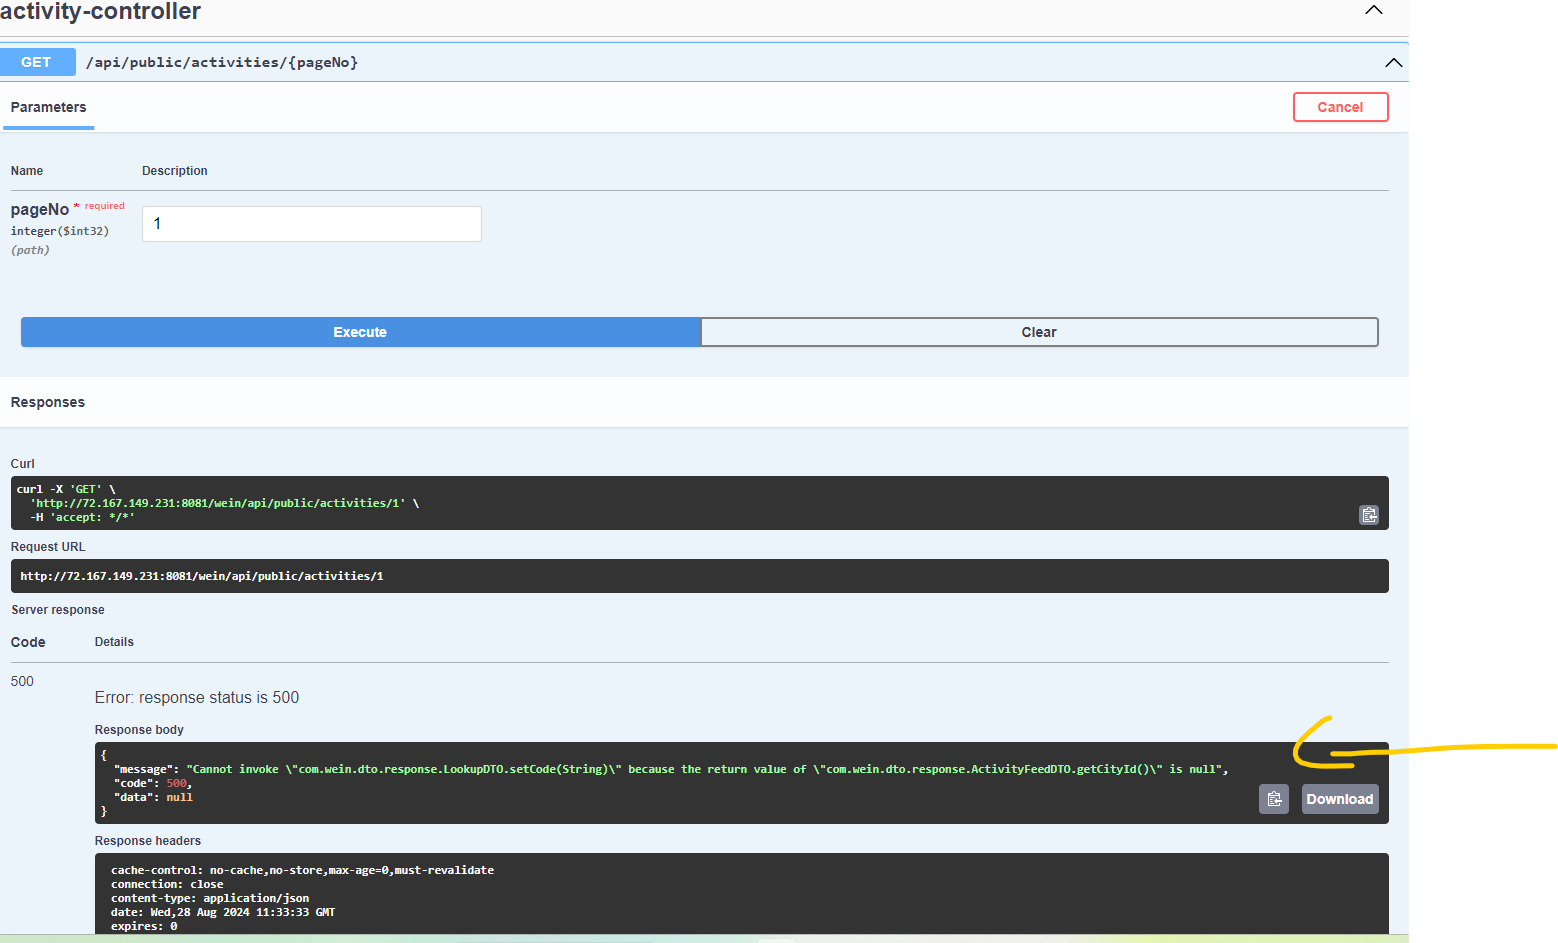 activity-controller
GET /api/public/activities/{pageNo}
Parameters
Cancel
Name Description
pageNo * required
integer($int32)
(path)
1
Execute Clear
Responses
Curl
curl -X 'GET' \
'http://72.167.149.231:8081/wein/api/public/activities/1' \
-H 'accept: */*'
Request URL
http://72.167.149.231:8081/wein/api/public/activities/1
Server response
Code Details
500
Error: response status is 500
Response body
{
"message": "Cannot invoke \"com.wein.dto.response.LookupDTO.setCode(String)\" because the return value of \"com.wein.dto.response.ActivityFeedDTO.getCityId()\" is null",
"code": 500,
"data": null
}
Download
Response headers
cache-control: no-cache,no-store,max-age=0,must-revalidate
connection: close
content-type: application/json
date: Wed,28 Aug 2024 11:33:33 GMT
expires: 0